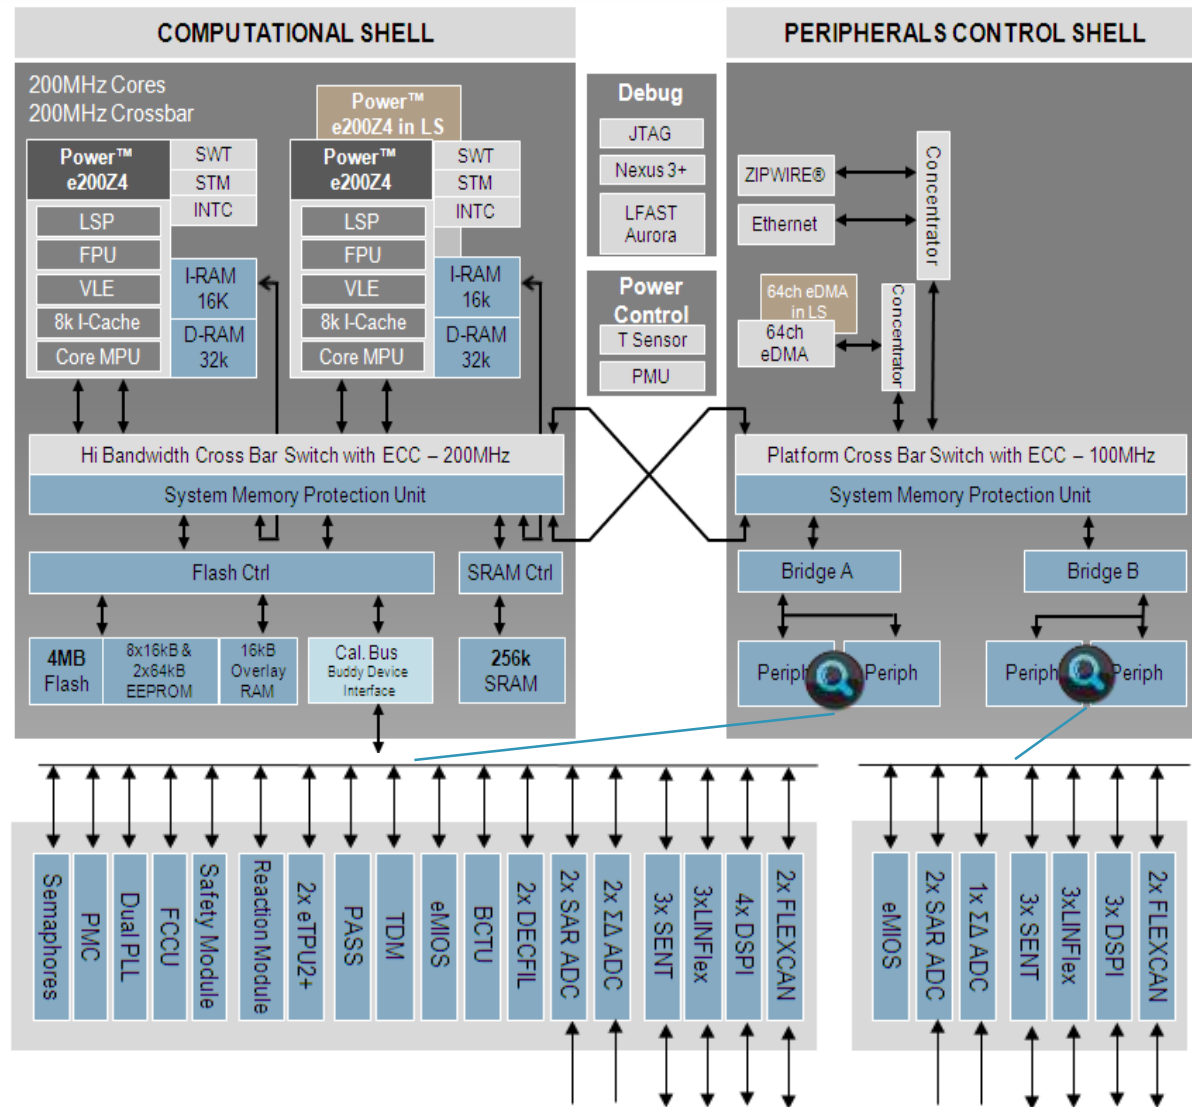 COMPUTATIONAL SHELL
200MHz Cores
200MHz Crossbar
Power™
e200Z4
SWT
STM
INTC
LSP
FPU
VLE
8k I-Cache
Core MPU
I-RAM
16K
D-RAM
32k
Power™
e200Z4 in LS
Power™
e200Z4
SWT
STM
INTC
LSP
FPU
VLE
8k I-Cache
Core MPU
I-RAM
16k
D-RAM
32k
Hi Bandwidth Cross Bar Switch with ECC – 200MHz
System Memory Protection Unit
Flash Ctrl
SRAM Ctrl
4MB
Flash
8x16kB &
2x64kB
EEPROM
16kB
Overlay
RAM
Cal. Bus
Buddy Device
Interface
256k
SRAM
Debug
JTAG
Nexus 3+
LFAST
Aurora
Power
Control
T Sensor
PMU
PERIPHERALS CONTROL SHELL
ZIPWIRE®
Ethernet
Concentrator
64ch eDMA
in LS
64ch
eDMA
Concentrator
Platform Cross Bar Switch with ECC – 100MHz
System Memory Protection Unit
Bridge A
Bridge B
Periph
Periph
Periph
Periph
Semaphores
PMC
Dual PLL
FCCU
Safety Module
Reaction Module
2x eTPU2+
PASS
TDM
eMIOS
BCTU
2x DECFIL
2x SAR ADC
2x ΣΔ ADC
3x SENT
3xLINFlex
4x DSPI
2x FLEXCAN
eMIOS
2x SAR ADC
1x ΣΔ ADC
3x SENT
3xLINFlex
3x DSPI
2x FLEXCAN